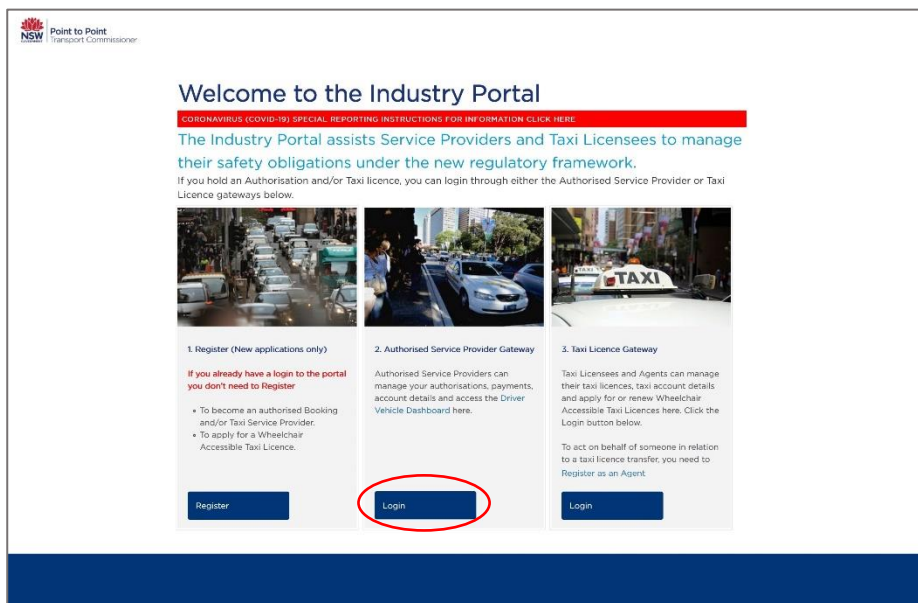 NSW
GOVERNMENT
Point to Point
Transport Commissioner
Welcome to the Industry Portal
CORONAVIRUS (COVID-19) SPECIAL REPORTING INSTRUCTIONS FOR INFORMATION CLICK HERE
The Industry Portal assists Service Providers and Taxi Licensees to manage
their safety obligations under the new regulatory framework.
If you hold an Authorisation and/or Taxi licence, you can login through either the Authorised Service Provider or Taxi
Licence gateways below.
TAXI
1. Register (New applications only)
If you already have a login to the portal
you don't need to Register
• To become an authorised Booking
and/or Taxi Service Provider.
• To apply for a Wheelchair
Accessible Taxi Licence.
Register
2. Authorised Service Provider Gateway
Authorised Service Providers can
manage your authorisations, payments,
account details and access the Driver
Vehicle Dashboard here.
Login
3. Taxi Licence Gateway
Taxi Licensees and Agents can manage
their taxi licences, taxi account details
and apply for or renew Wheelchair
Accessible Taxi Licences here. Click the
Login button below.
To act on behalf of someone in relation
to a taxi licence transfer, you need to
Register as an Agent
Login